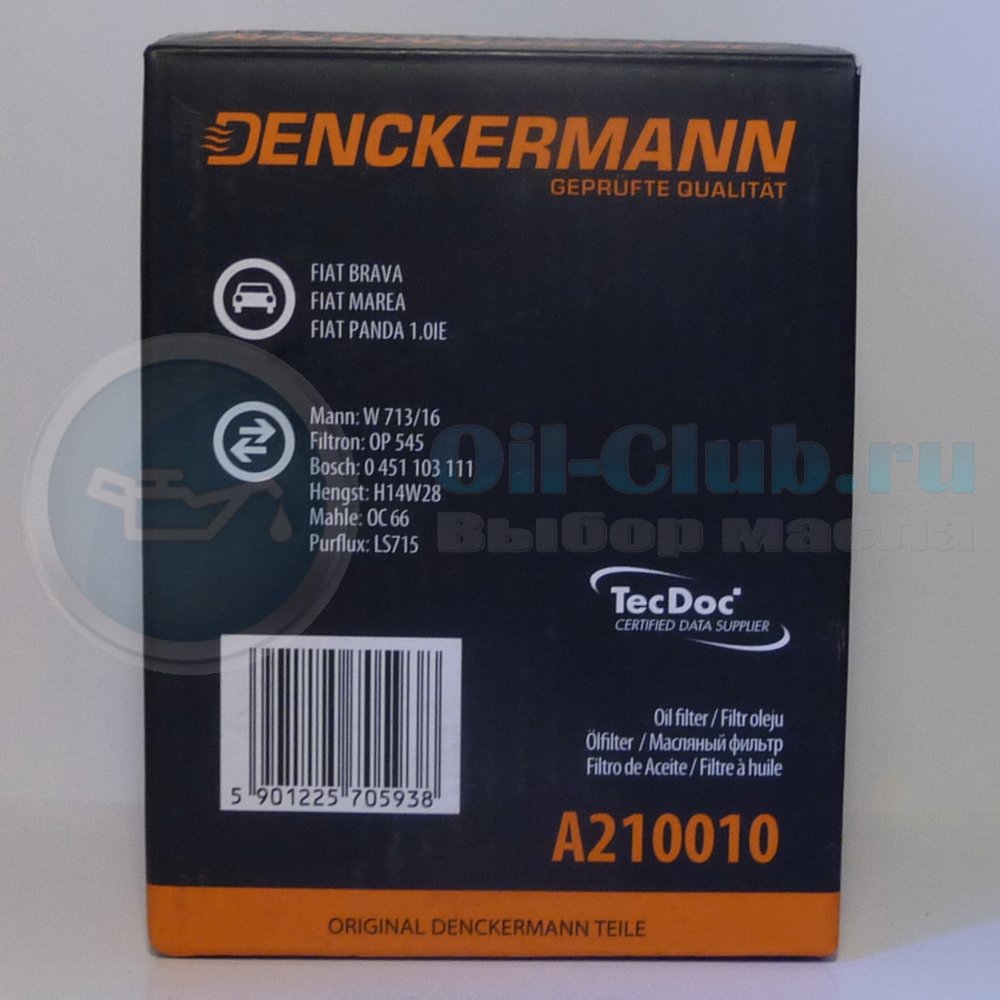 DENCKERMANN
GEPRÜFTE QUALITÄT
FIAT BRAVA
FIAT MAREA
FIAT PANDA 1.0IE
Mann: W 713/16
Filtron: OP 545
Bosch: 0 451 103 111
Hengst: H14W28
Mahle: OC 66
Purflux: LS715
Oil-Club.ru
Выбор масла
TecDoc
CERTIFIED DATA SUPPLIER
Oil filter / Filtr oleju
Ölfilter / Масляный фильтр
Filtro de Aceite / Filtre à huile
5 901225 705938
A210010
ORIGINAL DENCKERMANN TEILE